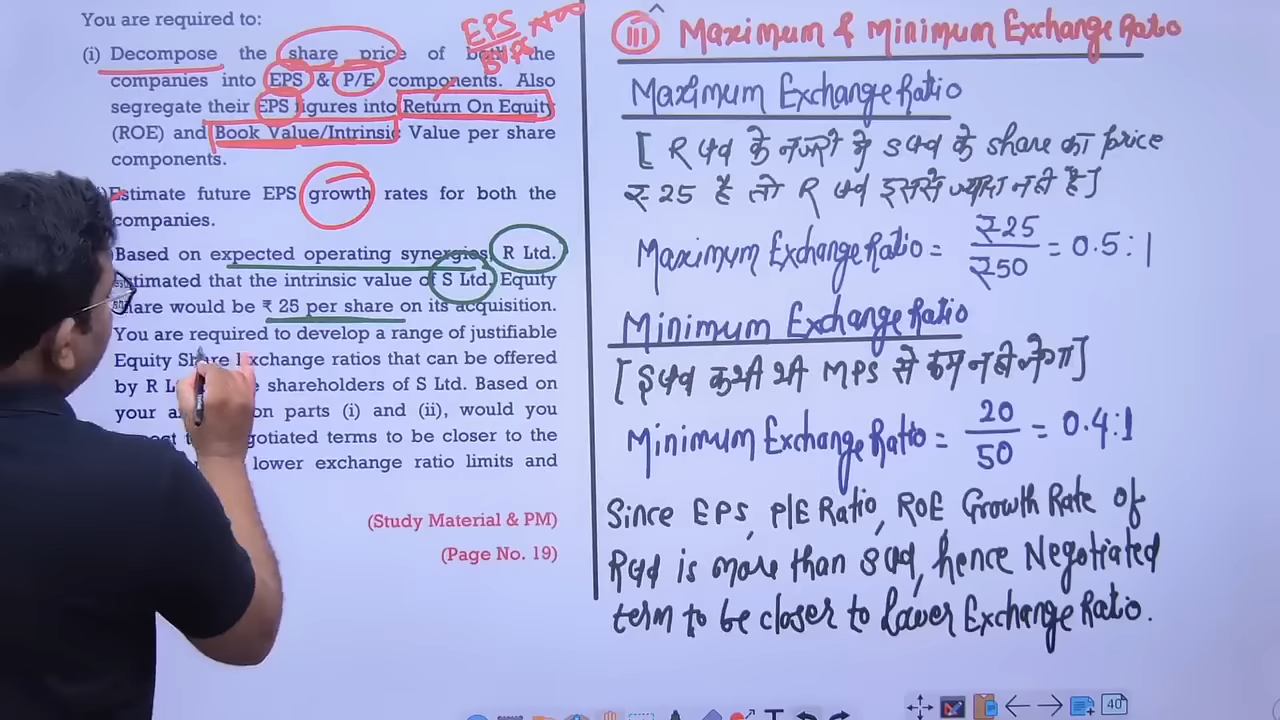 You are required to:
(i) Decompose the share price of both the
companies into EPS & P/E components. Also
segregate their EPS figures into Return On Equity
(ROE) and Book Value/Intrinsic Value per share
components.
Estimate future EPS growth rates for both the
companies.
Based on expected operating synergies, R Ltd.
estimated that the intrinsic value of S Ltd. Equity
share would be ₹ 25 per share on its acquisition.
You are required to develop a range of justifiable
Equity Share Exchange ratios that can be offered
by R shareholders of S Ltd. Based on
your on parts (i) and (ii), would you
negotiated terms to be closer to the
lower exchange ratio limits and
(Study Material & PM)
(Page No. 19)
EPS
BVPS
(iii) Maximum & Minimum Exchange Ratio
Maximum Exchange Ratio
[ R Ltd के नजरो में S Ltd के share का price
₹ 25 है तो R Ltd इससे ज्यादा नही दे]
Maximum Exchange Ratio = ₹25 / ₹50 = 0.5:1
Minimum Exchange Ratio
[S Ltd कभी भी MPS से कम नही लेगा]
Minimum Exchange Ratio = 20 / 50 = 0.4:1
Since EPS, P/E Ratio, ROE Growth Rate of
R Ltd is more than S Ltd, hence Negotiated
term to be closer to Lower Exchange Ratio.
40